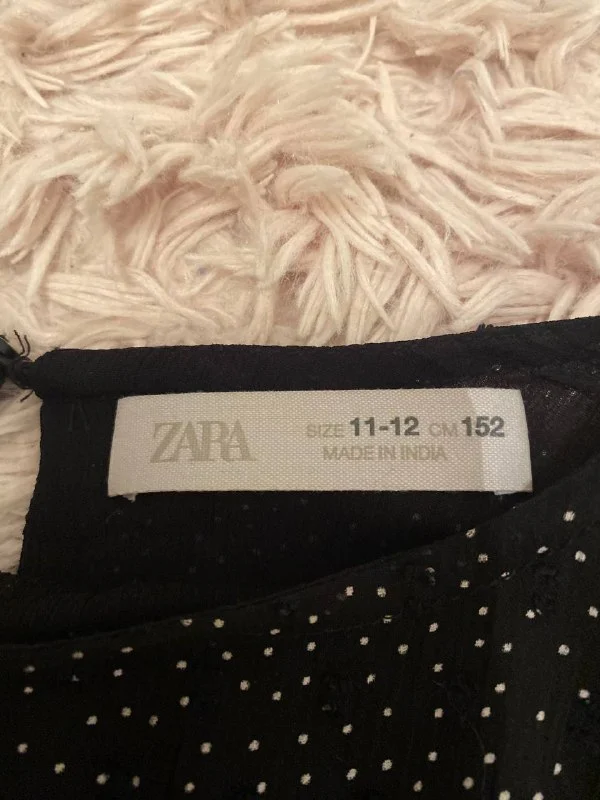 ZARA
SIZE 11-12 CM 152
MADE IN INDIA